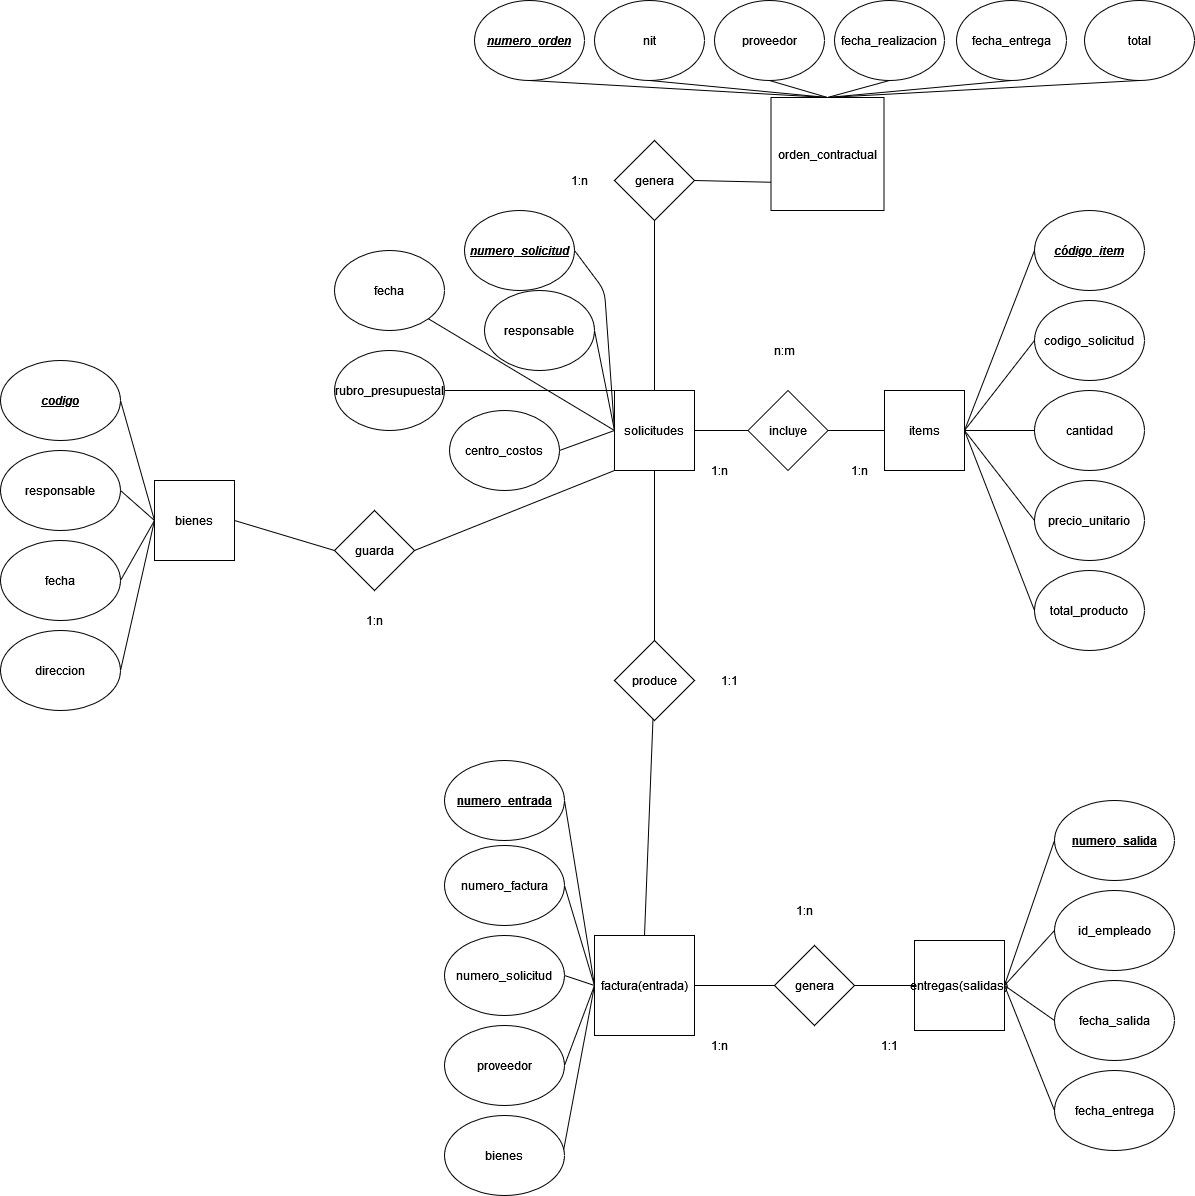 numero_orden
nit
proveedor
fecha_realizacion
fecha_entrega
total
orden_contractual
1:n
genera
numero_solicitud
código_item
fecha
responsable
codigo_solicitud
n:m
rubro_presupuestal
codigo
solicitudes
incluye
items
cantidad
centro_costos
1:n
1:n
responsable
bienes
precio_unitario
guarda
fecha
total_producto
1:n
direccion
produce
1:1
numero_entrada
numero_salida
numero_factura
1:n
id_empleado
numero_solicitud
factura(entrada)
genera
entregas(salidas)
fecha_salida
1:n
1:1
proveedor
fecha_entrega
bienes